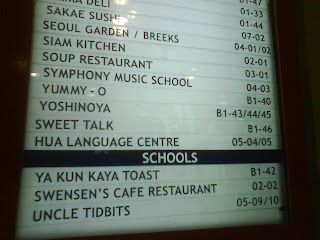 DELI
SAKAE SUSHI 01-44
SEOUL GARDEN / BREEKS 07-02
SIAM KITCHEN 04-01/02
SOUP RESTAURANT 02-01
SYMPHONY MUSIC SCHOOL 03-01
YUMMY - O 04-03
YOSHINOYA B1-40
B1-43/44/45
SWEET TALK B1-46
HUA LANGUAGE CENTRE 05-04/05
SCHOOLS
YA KUN KAYA TOAST B1-42
SWENSEN'S CAFE RESTAURANT 02-02
UNCLE TIDBITS 05-09/10